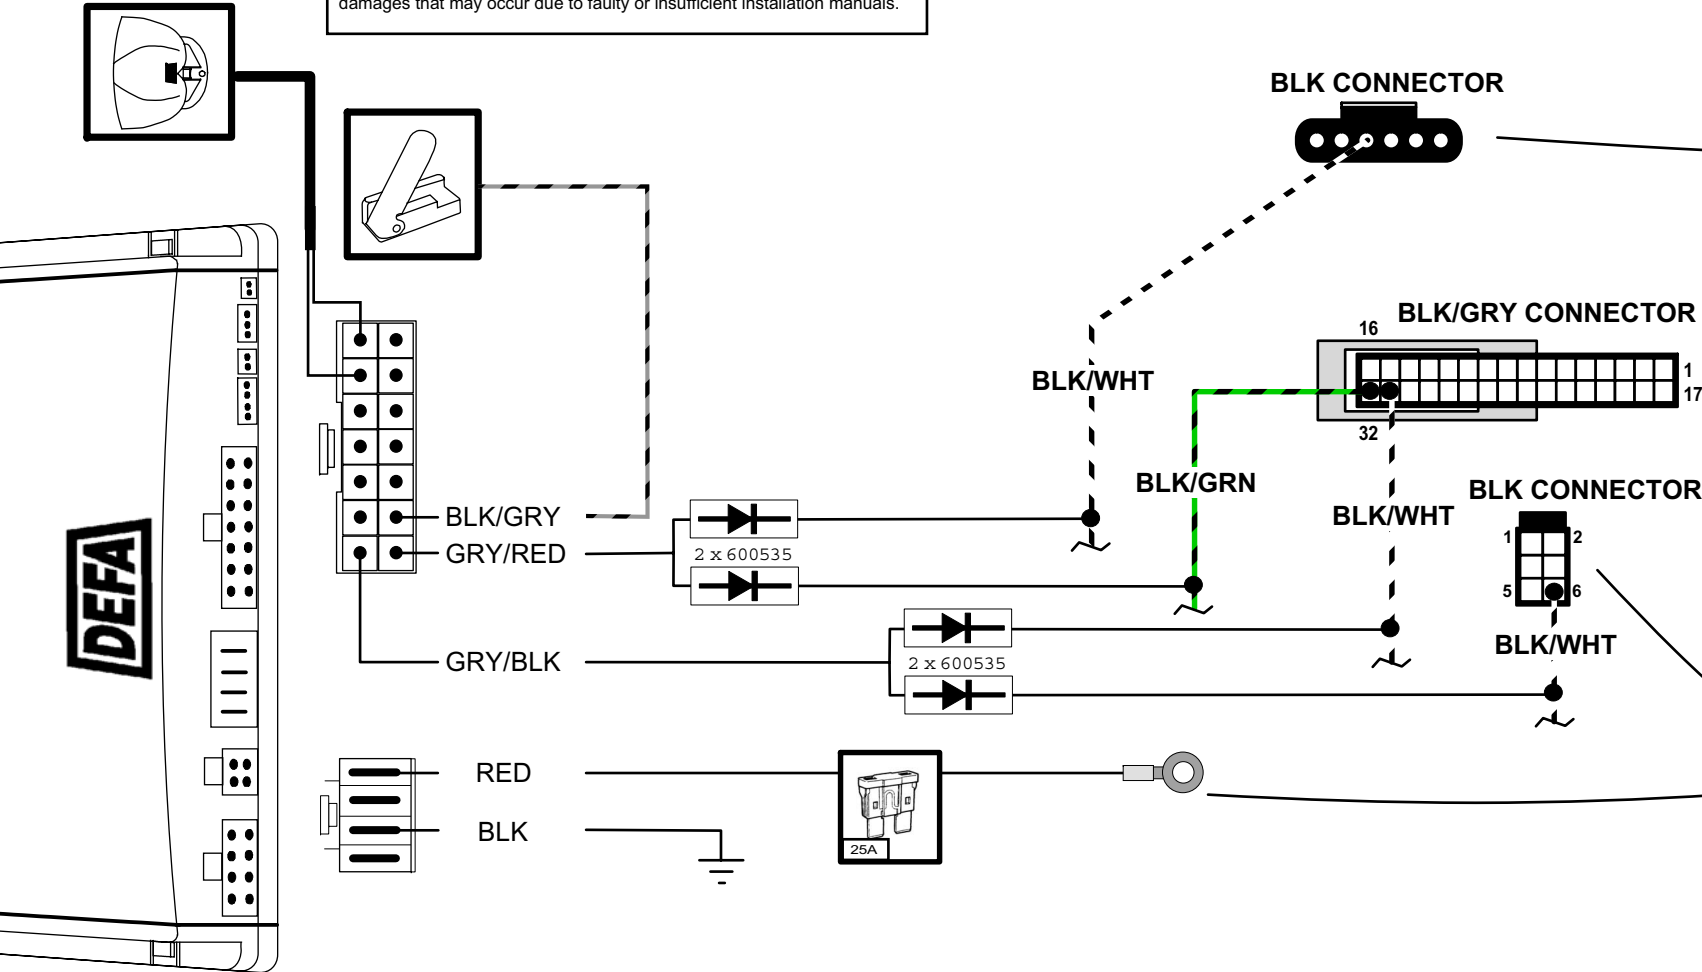 damages that may occur due to faulty or insufficient installation manuals.
BLK CONNECTOR
BLK/GRY CONNECTOR
16
1
17
32
BLK/WHT
BLK/GRN
BLK/WHT
BLK CONNECTOR
1
2
5
6
BLK/WHT
BLK/GRY
GRY/RED
2 x 600535
GRY/BLK
2 x 600535
RED
BLK
25A
DEFA